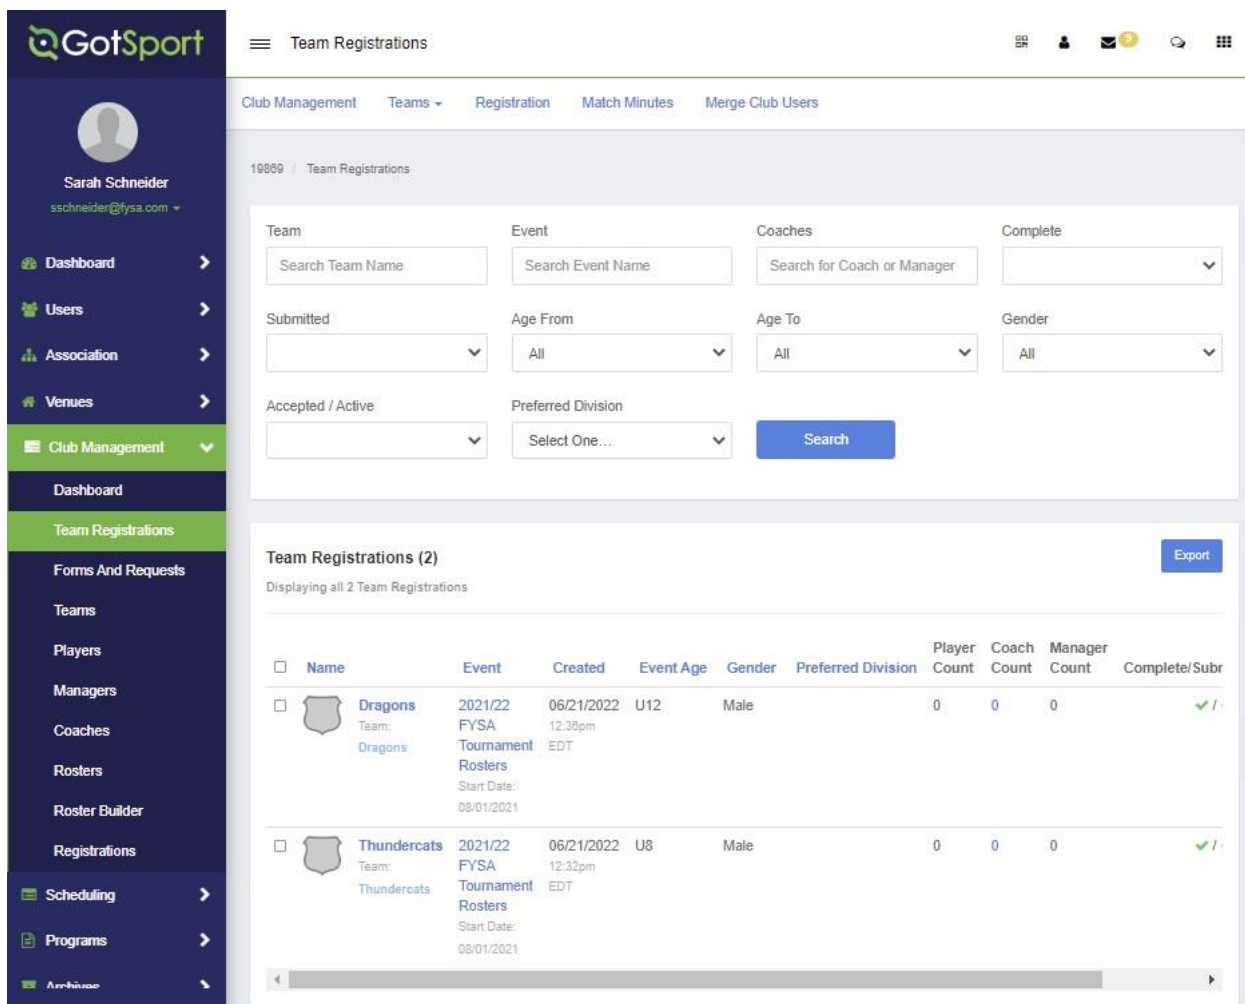 GotSport
Team Registrations
9
Club Management Teams Registration Match Minutes Merge Club Users
Sarah Schneider
sschneider@fysa.com
Dashboard
Users
Association
Venues
Club Management
Dashboard
Team Registrations
Forms And Requests
Teams
Players
Managers
Coaches
Rosters
Roster Builder
Registrations
Scheduling
Programs
Archives
19869 / Team Registrations
Team Event Coaches Complete
Search Team Name Search Event Name Search for Coach or Manager
Submitted Age From Age To Gender
All All All
Accepted / Active Preferred Division
Select One... Search
Team Registrations (2) Export
Displaying all 2 Team Registrations
Player Coach Manager
Name Event Created Event Age Gender Preferred Division Count Count Count Complete/Subr
Dragons 2021/22 06/21/2022 U12 Male 0 0 0 /
Team: FYSA 12:36pm
Dragons Tournament EDT
Rosters
Start Date:
08/01/2021
Thundercats 2021/22 06/21/2022 U8 Male 0 0 0 /
Team: FYSA 12:32pm
Thundercats Tournament EDT
Rosters
Start Date:
08/01/2021